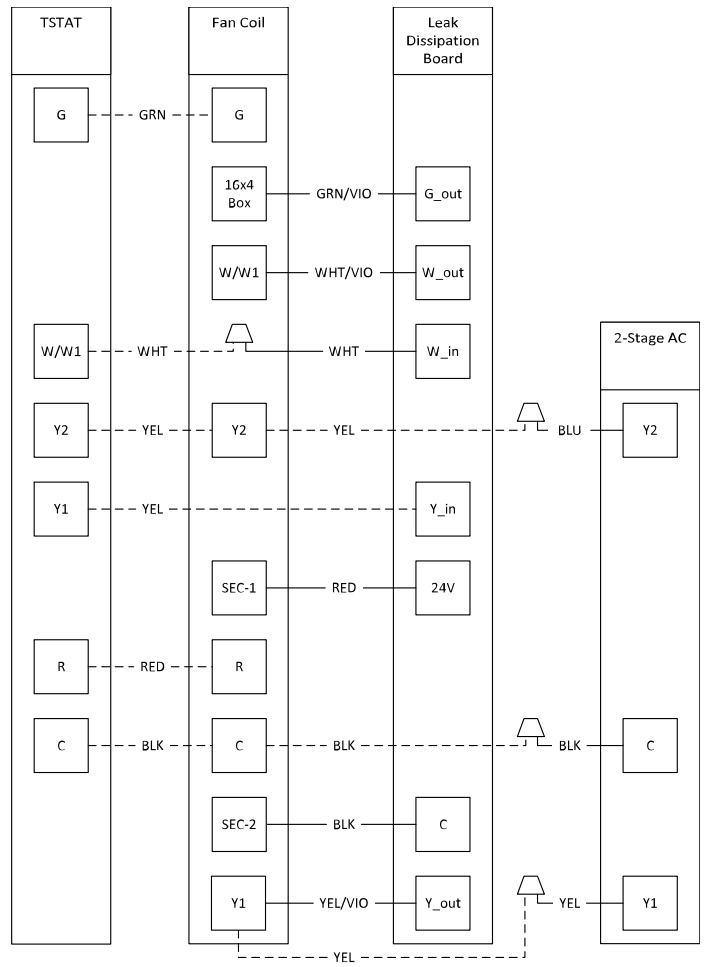 TSTAT
Fan Coil
Leak
Dissipation
Board
G
GRN
G
16x4
Box
GRN/VIO
G_out
W/W1
WHT/VIO
W_out
2-Stage AC
W/W1
WHT
WHT
W_in
Y2
YEL
Y2
YEL
BLU
Y2
Y1
YEL
Y_in
SEC-1
RED
24V
R
RED
R
C
BLK
C
BLK
BLK
C
SEC-2
BLK
C
Y1
YEL/VIO
Y_out
YEL
Y1
YEL